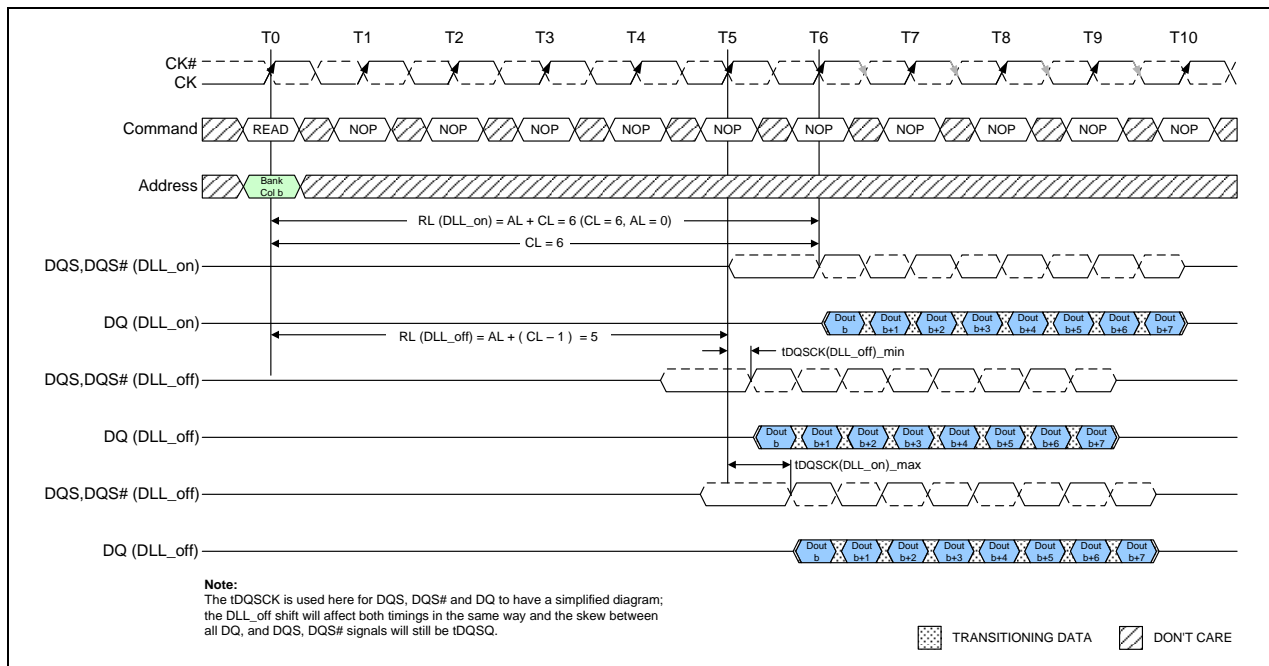 T0 T1 T2 T3 T4 T5 T6 T7 T8 T9 T10
CK#
CK
Command READ NOP NOP NOP NOP NOP NOP NOP NOP NOP NOP
Address Bank
Col b
RL (DLL_on) = AL + CL = 6 (CL = 6, AL = 0)
CL = 6
DQS,DQS# (DLL_on)
DQ (DLL_on) Dout Dout Dout Dout Dout Dout Dout Dout
b b+1 b+2 b+3 b+4 b+5 b+6 b+7
RL (DLL_off) = AL + ( CL – 1 ) = 5
tDQSCK(DLL_off)_min
DQS,DQS# (DLL_off)
DQ (DLL_off) Dout Dout Dout Dout Dout Dout Dout Dout
b b+1 b+2 b+3 b+4 b+5 b+6 b+7
tDQSCK(DLL_on)_max
DQS,DQS# (DLL_off)
DQ (DLL_off) Dout Dout Dout Dout Dout Dout Dout Dout
b b+1 b+2 b+3 b+4 b+5 b+6 b+7
Note:
The tDQSCK is used here for DQS, DQS# and DQ to have a simplified diagram;
the DLL_off shift will affect both timings in the same way and the skew between
all DQ, and DQS, DQS# signals will still be tDQSQ.
TRANSITIONING DATA DON'T CARE